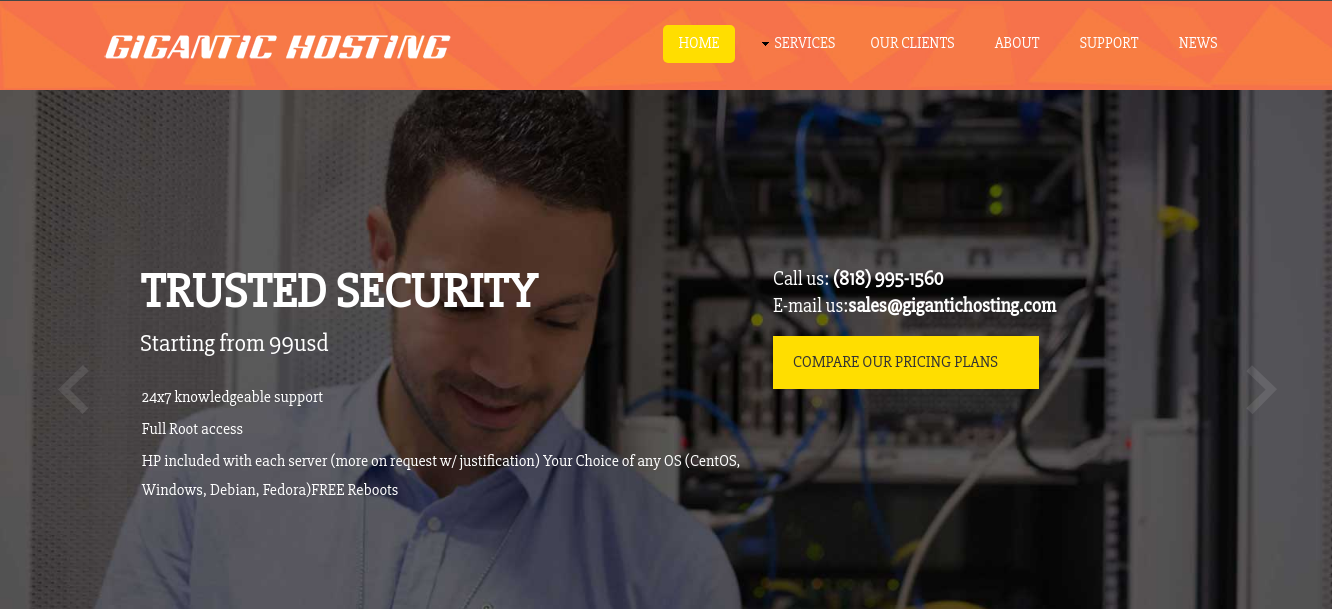 GIGANTIC HOSTING
HOME SERVICES OUR CLIENTS ABOUT SUPPORT NEWS
TRUSTED SECURITY
Starting from 99usd
24x7 knowledgeable support
Full Root access
HP included with each server (more on request w/ justification) Your Choice of any OS (CentOS,
Windows, Debian, Fedora)FREE Reboots
Call us: (818) 995-1560
E-mail us:sales@gigantichosting.com
COMPARE OUR PRICING PLANS